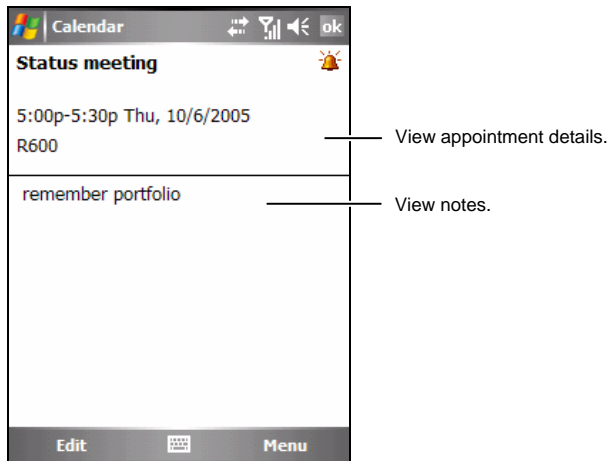 Calendar
ok
Status meeting
5:00p-5:30p Thu, 10/6/2005
R600
View appointment details.
remember portfolio
View notes.
Edit
Menu